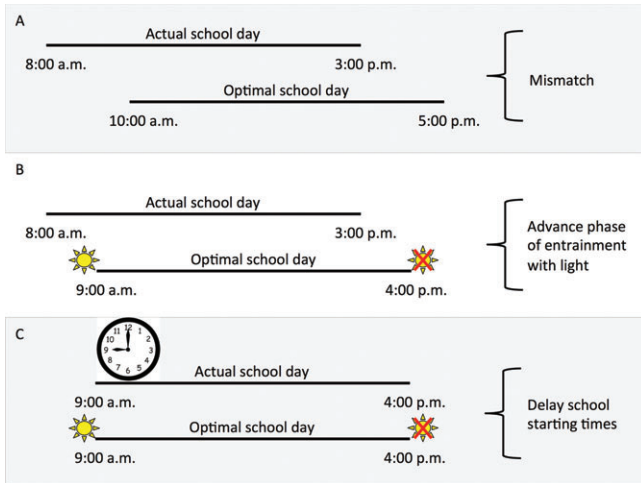 A
Actual school day
8:00 a.m.
3:00 p.m.
Optimal school day
10:00 a.m.
5:00 p.m.
Mismatch
B
Actual school day
8:00 a.m.
3:00 p.m.
Optimal school day
9:00 a.m.
4:00 p.m.
Advance phase
of entrainment
with light
C
12
11
1
10
2
9
3
8
4
7
5
6
Actual school day
9:00 a.m.
4:00 p.m.
Optimal school day
9:00 a.m.
4:00 p.m.
Delay school
starting times